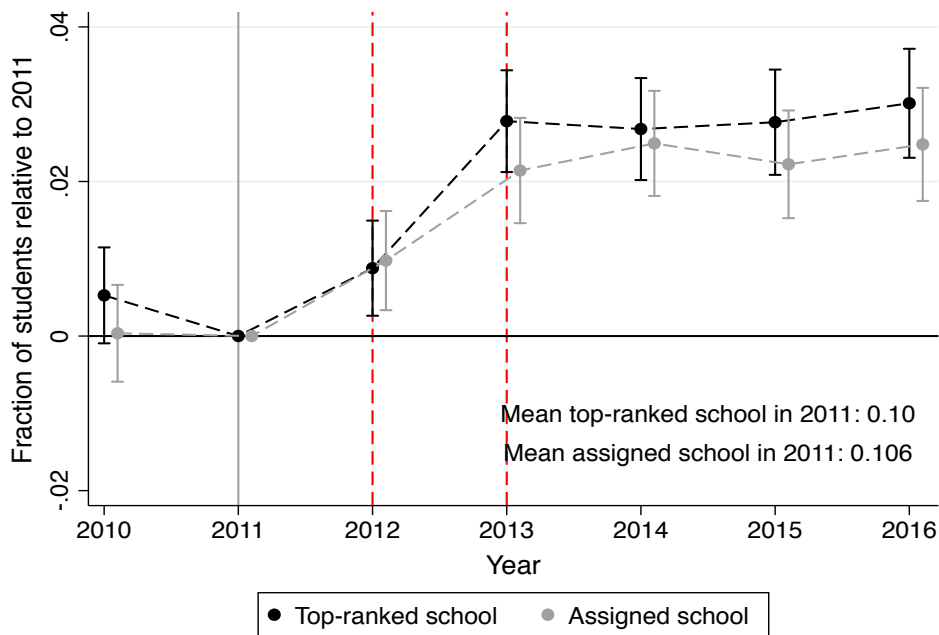 Fraction of students relative to 2011
.04
.02
0
-.02
Mean top-ranked school in 2011: 0.10
Mean assigned school in 2011: 0.106
2010 2011 2012 2013 2014 2015 2016
Year
Top-ranked school Assigned school